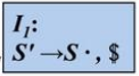 I₁:
S' →S · , $